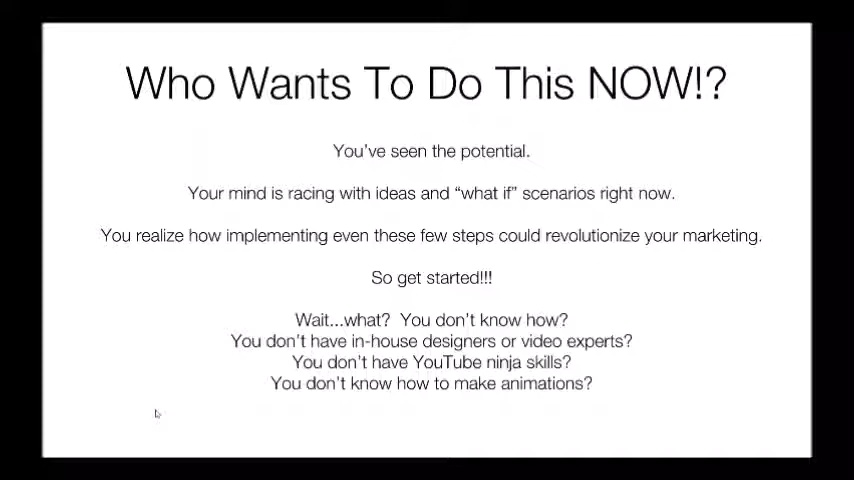 Who Wants To Do This NOW!?
You've seen the potential.
Your mind is racing with ideas and “what if” scenarios right now.
You realize how implementing even these few steps could revolutionize your marketing.
So get started!!!
Wait...what?  You don't know how?
You don't have in-house designers or video experts?
You don't have YouTube ninja skills?
You don't know how to make animations?